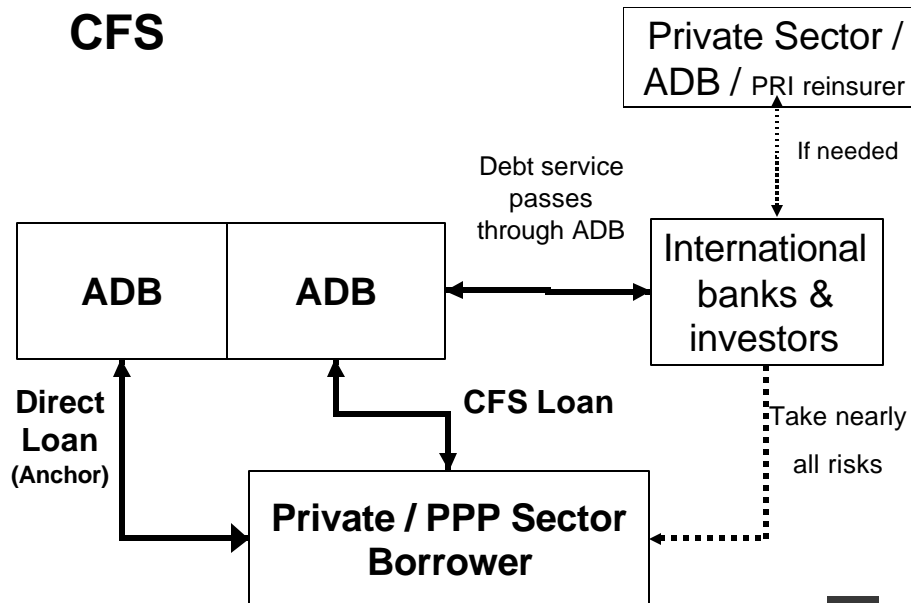 CFS
Private Sector /
ADB / PRI reinsurer
If needed
Debt service
passes
through ADB
ADB
ADB
International
banks &
investors
Direct
Loan
(Anchor)
CFS Loan
Take nearly
all risks
Private / PPP Sector
Borrower